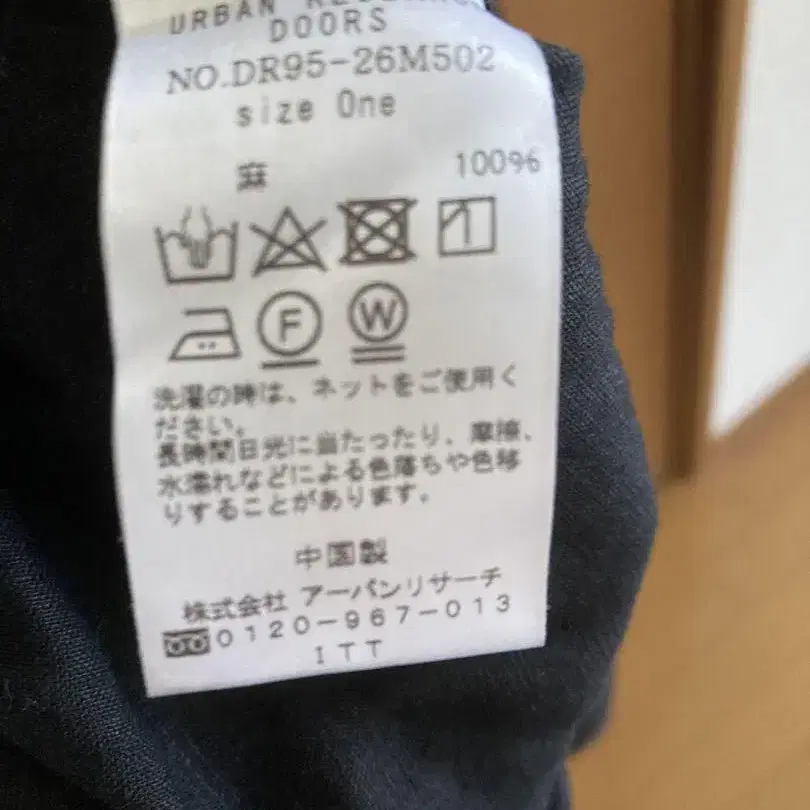 URBAN RESEARCH
DOORS
NO.DR95-26M502
size One
麻 100%
F W
洗濯の時は、ネットをご使用く
ださい。
長時間日光に当たったり、摩擦、
水濡れなどによる色落ちや色移
りすることがあります。
中国製
株式会社 アーバンリサーチ
0120-967-013
ITT